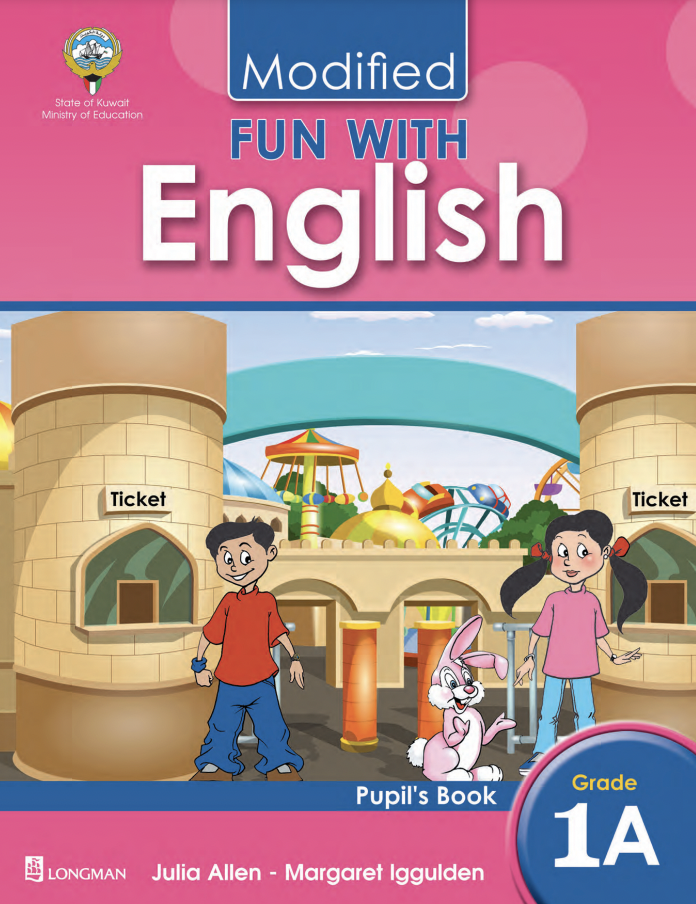 Modified
State of Kuwait
Ministry of Education
FUN WITH
English
Ticket
Ticket
Pupil's Book
Grade
1A
LONGMAN
Julia Allen - Margaret Iggulden